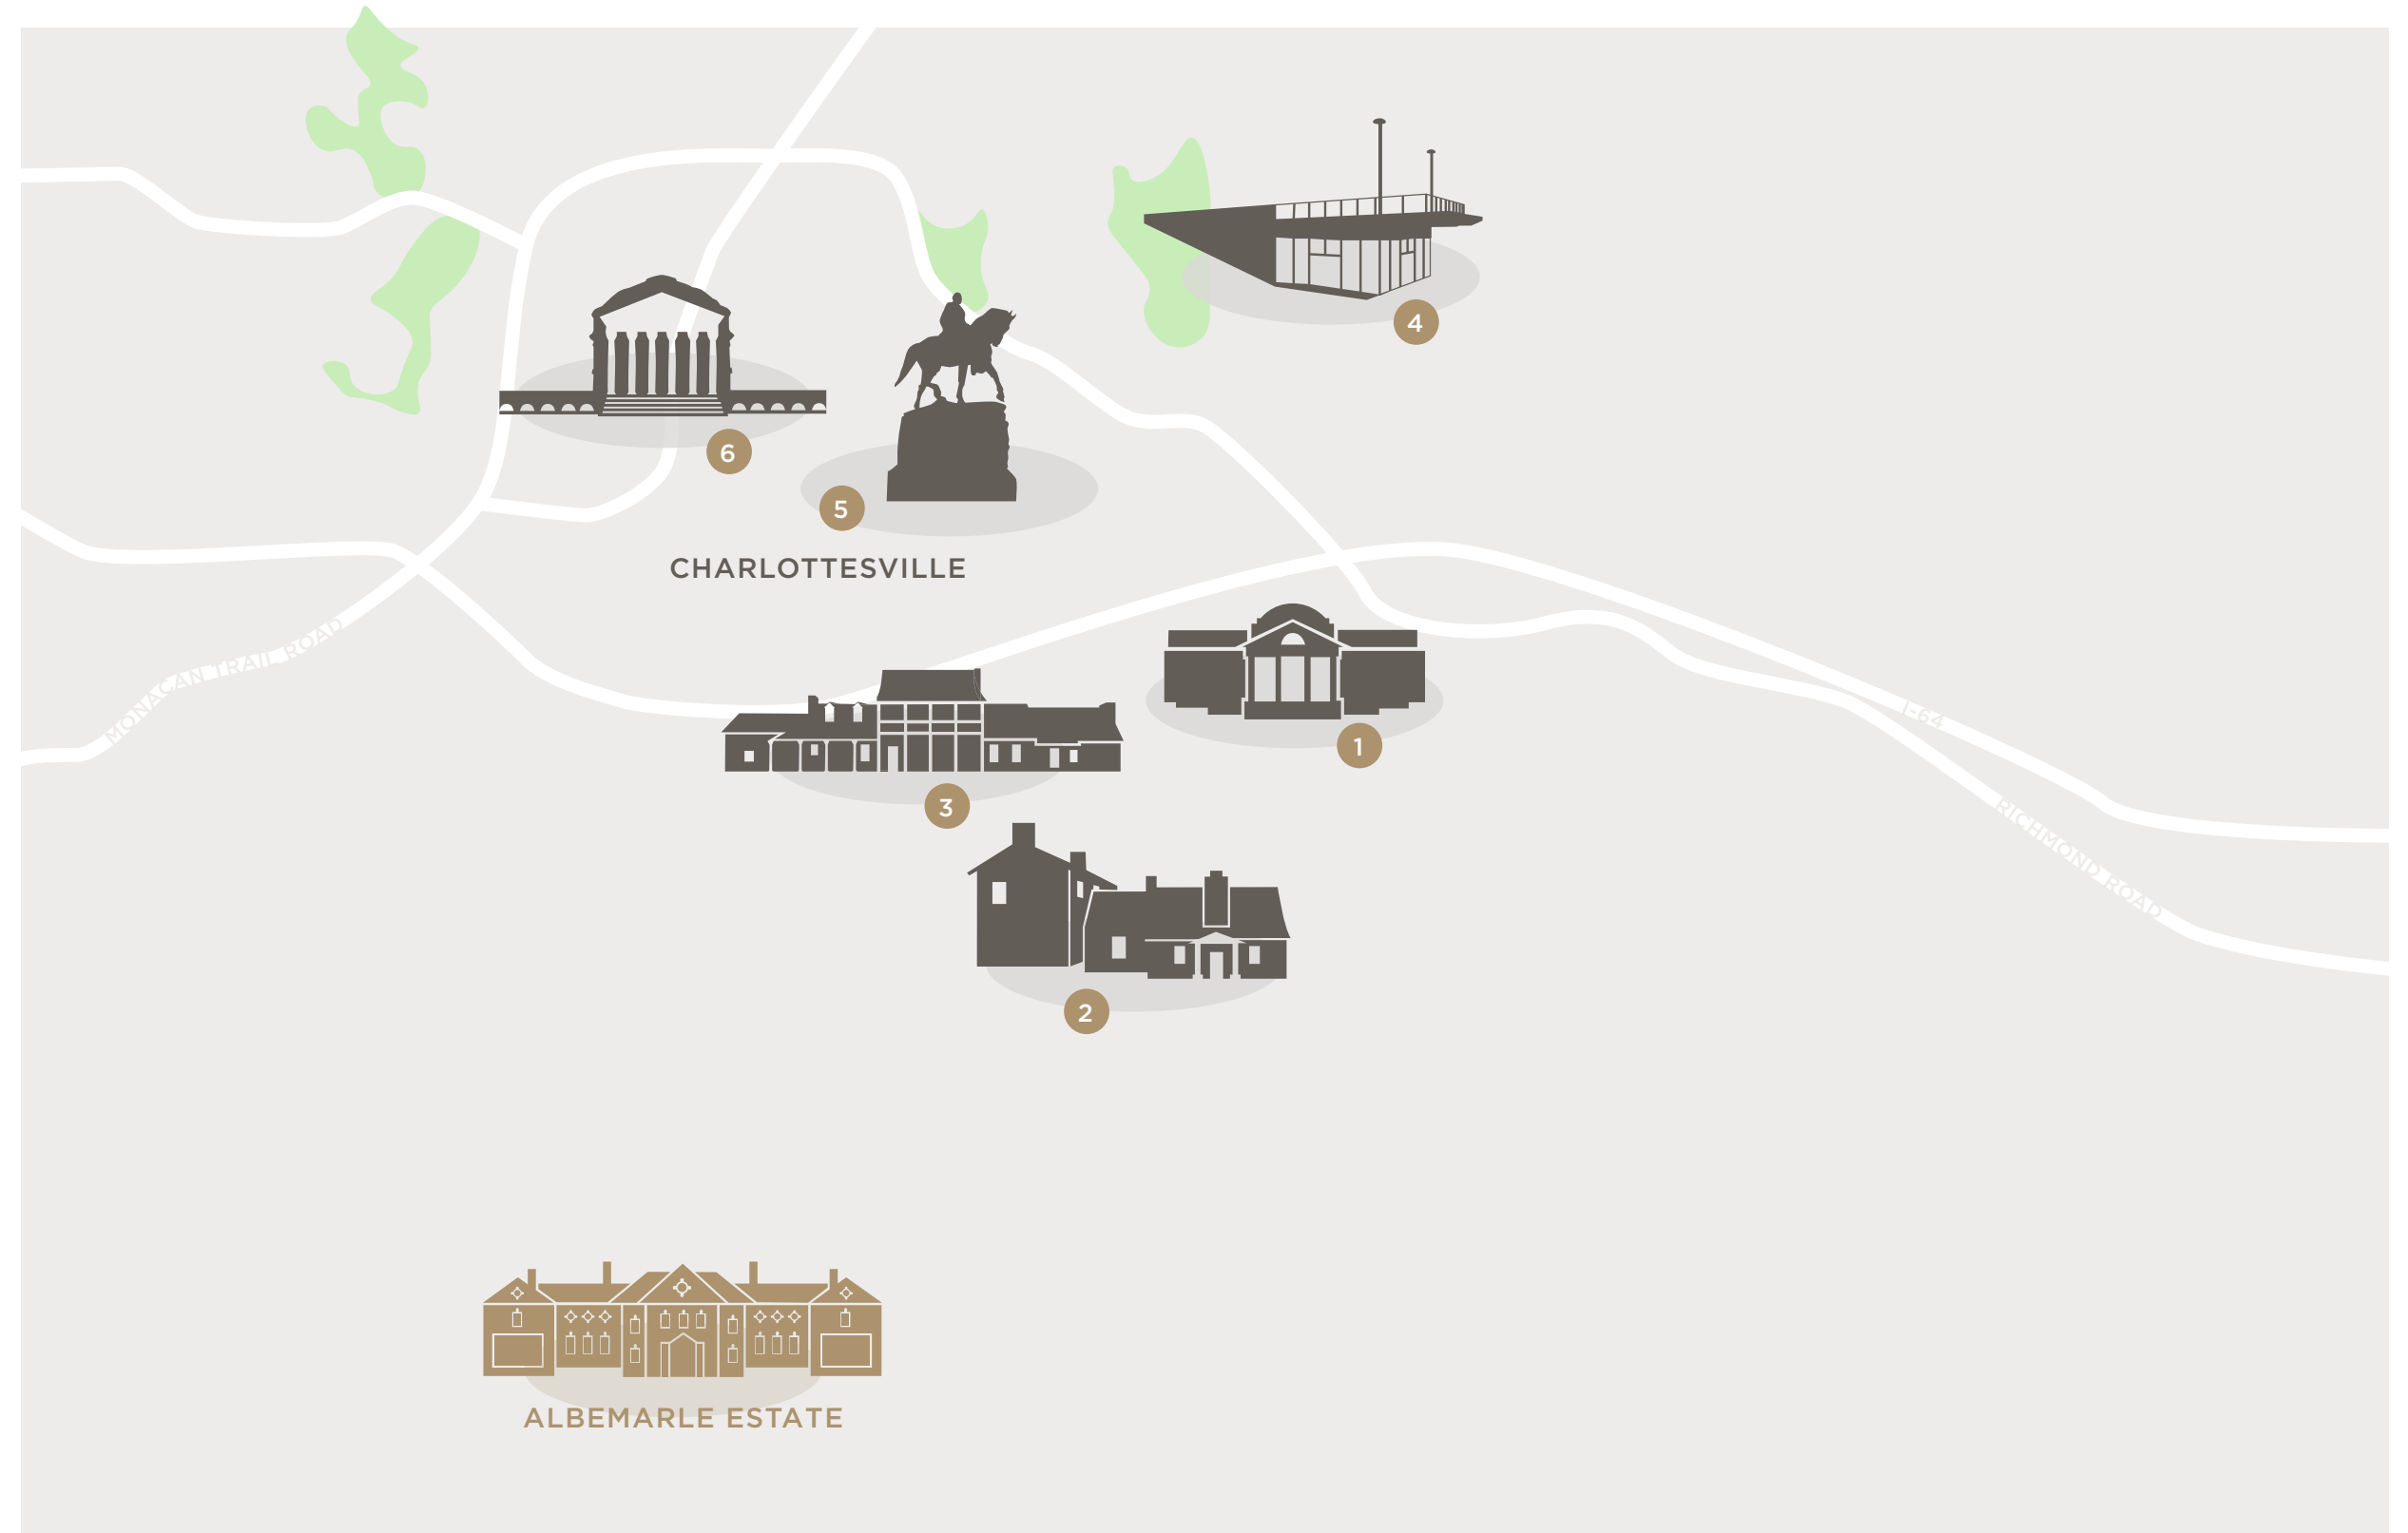 4
6
5
CHARLOTTESVILLE
MONACAN TRAIL ROAD
I-64
1
3
RICHMOND ROAD
2
ALBEMARLE ESTATE